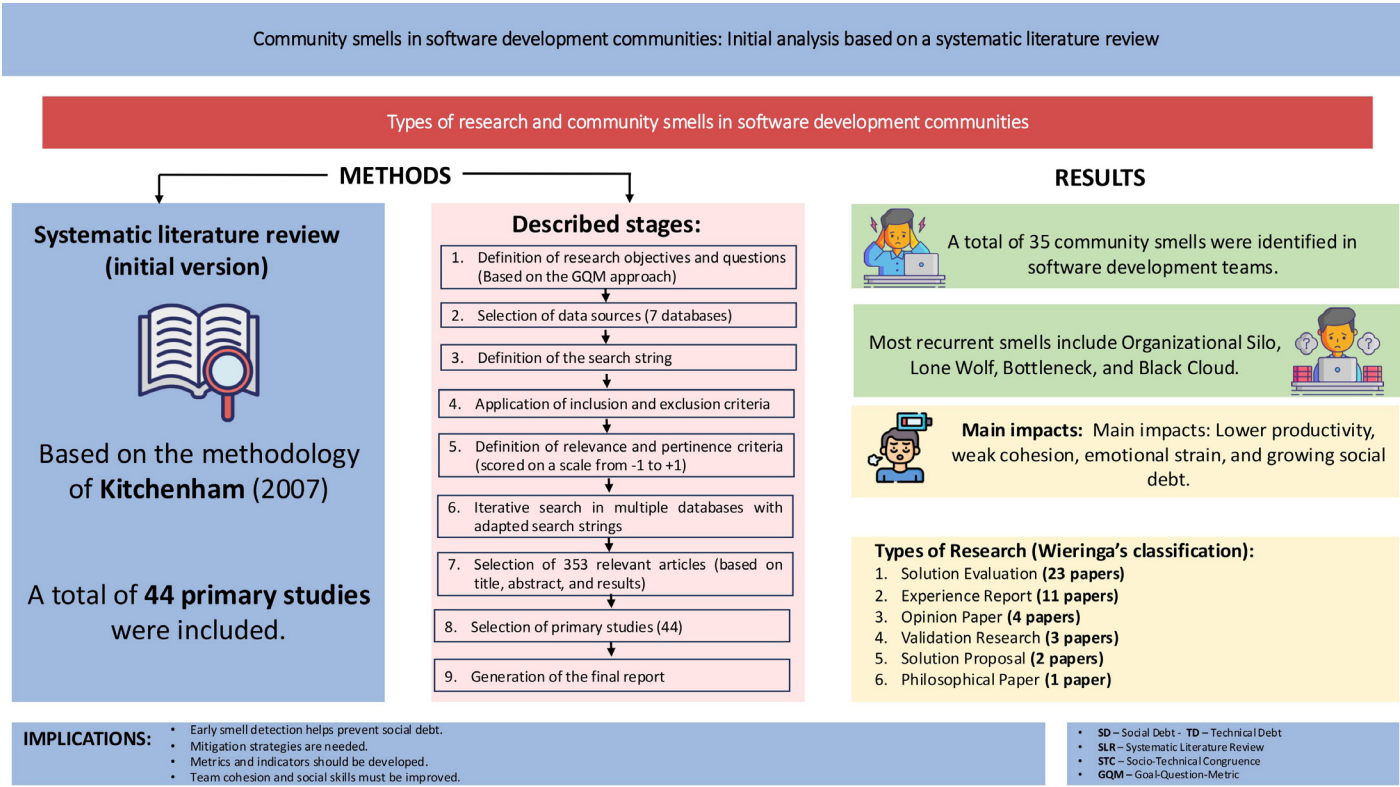 Community smells in software development communities: Initial analysis based on a systematic literature review
Types of research and community smells in software development communities
METHODS
Systematic literature review
(initial version)
Based on the methodology
of Kitchenham (2007)
A total of 44 primary studies
were included.
Described stages:
1. Definition of research objectives and questions
(Based on the GQM approach)
2. Selection of data sources (7 databases)
3. Definition of the search string
4. Application of inclusion and exclusion criteria
5. Definition of relevance and pertinence criteria
(scored on a scale from -1 to +1)
6. Iterative search in multiple databases with
adapted search strings
7. Selection of 353 relevant articles (based on
title, abstract, and results)
8. Selection of primary studies (44)
9. Generation of the final report
RESULTS
A total of 35 community smells were identified in
software development teams.
Most recurrent smells include Organizational Silo,
Lone Wolf, Bottleneck, and Black Cloud.
? ?
Main impacts: Main impacts: Lower productivity,
weak cohesion, emotional strain, and growing social
debt.
Types of Research (Wieringa's classification):
1. Solution Evaluation (23 papers)
2. Experience Report (11 papers)
3. Opinion Paper (4 papers)
4. Validation Research (3 papers)
5. Solution Proposal (2 papers)
6. Philosophical Paper (1 paper)
IMPLICATIONS:
• Early smell detection helps prevent social debt.
• Mitigation strategies are needed.
• Metrics and indicators should be developed.
• Team cohesion and social skills must be improved.
• SD – Social Debt - TD – Technical Debt
• SLR – Systematic Literature Review
• STC – Socio-Technical Congruence
• GQM – Goal-Question-Metric